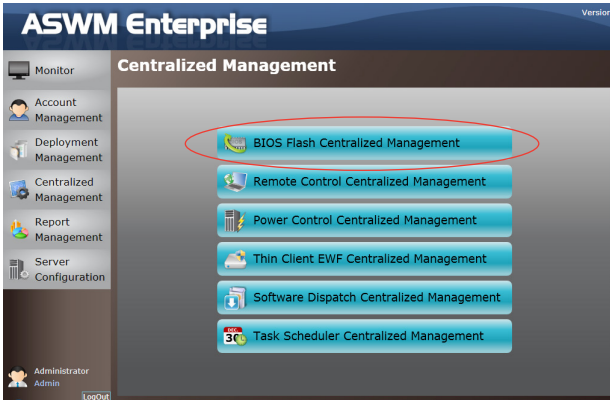 ASWM Enterprise
Version
Monitor
Centralized Management
Account
Management
Deployment
Management
Centralized
Management
Report
Management
Server
Configuration
BIOS Flash Centralized Management
Remote Control Centralized Management
Power Control Centralized Management
Thin Client EWF Centralized Management
Software Dispatch Centralized Management
DEC.
30
Task Scheduler Centralized Management
Administrator
Admin
LogOut